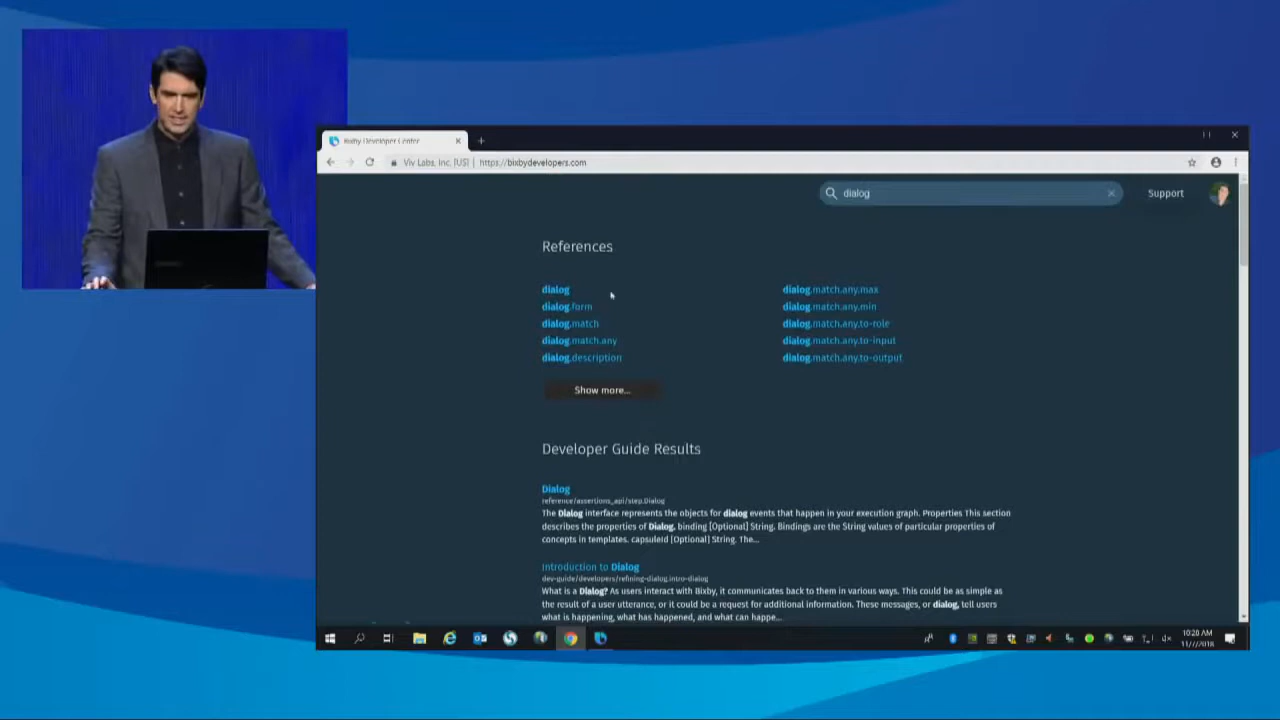 Bixby Developer Center
Viv Labs, Inc. [US] | https://bixbydevelopers.com
dialog
Support
References
dialog
dialog.form
dialog.match
dialog.match.any
dialog.description
dialog.match.any.max
dialog.match.any.min
dialog.match.any.to-role
dialog.match.any.to-input
dialog.match.any.to-output
Show more...
Developer Guide Results
Dialog
reference/assertions_api/step.Dialog
The Dialog interface represents the objects for dialog events that happen in your execution graph. Properties This section
describes the properties of Dialog. binding [Optional] String. Bindings are the String values of particular properties of
concepts in templates. capsuleId [Optional] String. The...
Introduction to Dialog
dev-guide/developers/refining-dialog.intro-dialog
What is a Dialog? As users interact with Bixby, it communicates back to them in various ways. This could be as simple as
the result of a user utterance, or it could be a request for additional information. These messages, or dialog, tell users
what is happening, what has happened, and what can happe...
10:20 AM
11/7/2018